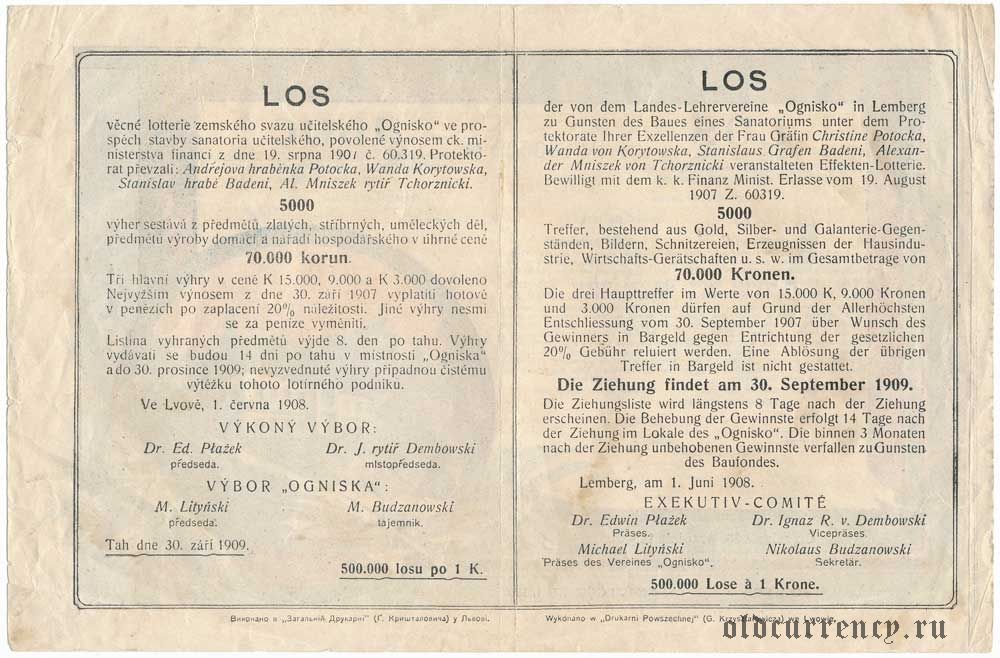 LOS
věcné lotterie zemského svazu učitelského „Ognisko" ve pro-
spěch stavby sanatoria učitelského, povolené výnosem ck. mi-
ministerstva financí z dne 19. srpna 1907 č. 60.319. Protekto-
rat převzali: Andřejova hraběnka Potocka, Wanda Korytowska,
Stanislav hrabě Badeni, Al. Mniszek rytíř Tchorznicki.
5000
výher sestává z předmětů zlatých, stříbrných, uměleckých děl,
předmětů výroby domácí a nařadí hospodářského v úhrné ceně
70.000 korun.
Tři hlavní výhry v ceně K 15.000, 9.000 a K 3.000 dovoleno
Nejvyžším výnosem z dne 30. září 1907 vyplatiti hotově
v penězích po zaplacení 20% náležitosti. Jiné výhry nesmí
se za peníze vyměniti.
Listina vyhraných předmětů výjde 8. den po tahu. Výhry
vydávati se budou 14 dní po tahu v místnosti „Ogniska"
a do 30. prosince 1909; nevyzvednuté výhry připadnou čistému
výtěžku tohoto lotírného podniku.
Ve Lvově, 1. června 1908.
VÝKONÝ VÝBOR:
Dr. Ed. Płażek Dr. J. rytíř Dembowski
předseda. místopředseda.
VÝBOR „OGNISKA":
M. Lityński M. Budzanowski
předseda. tajemník.
Tah dne 30. září 1909.
500.000 losu po 1 K.
Виконано в „Загальнїй Друкарнї" (Ґ. Кришталовича) у Львові.
LOS
der von dem Landes-Lehrervereine „Ognisko" in Lemberg
zu Gunsten des Baues eines Sanatoriums unter dem Pro-
tektorate Ihrer Exzellenzen der Frau Gräfin Christine Potocka,
Wanda von Korytowska, Stanislaus Grafen Badeni, Alexan-
der Mniszek von Tchorznicki veranstalteten Effekten-Lotterie.
Bewilligt mit dem k. k. Finanz Minist. Erlasse vom 19. August
1907 Z. 60319.
5000
Treffer, bestehend aus Gold, Silber- und Galanterie-Gegen-
ständen, Bildern, Schnitzereien, Erzeugnissen der Hausindu-
strie, Wirtschafts-Gerätschaften u. s. w. im Gesamtbetrage von
70.000 Kronen.
Die drei Haupttreffer im Werte von 15.000 K, 9.000 Kronen
und 3.000 Kronen dürfen auf Grund der Allerhöchsten
Entschliessung vom 30. September 1907 über Wunsch des
Gewinners in Bargeld gegen Entrichtung der gesetzlichen
20% Gebühr reluiert werden. Eine Ablösung der übrigen
Treffer in Bargeld ist nicht gestattet.
Die Ziehung findet am 30. September 1909.
Die Ziehungsliste wird längstens 8 Tage nach der Ziehung
erscheinen. Die Behebung der Gewinnste erfolgt 14 Tage nach
der Ziehung im Lokale des „Ognisko". Die binnen 3 Monaten
nach der Ziehung unbehobenen Gewinnste verfallen zu Gunsten
des Baufondes.
Lemberg, am 1. Juni 1908.
EXEKUTIV-COMITÉ
Dr. Edwin Płażek Dr. Ignaz R. v. Dembowski
Präses. Vicepräses.
Michael Lityński Nikolaus Budzanowski
Präses des Vereines „Ognisko". Sekretär.
500.000 Lose à 1 Krone.
Wykonano w „Drukarni Powszechnej" (G. Krzyształowicza) we Lwowie.
oldcurrency.ru